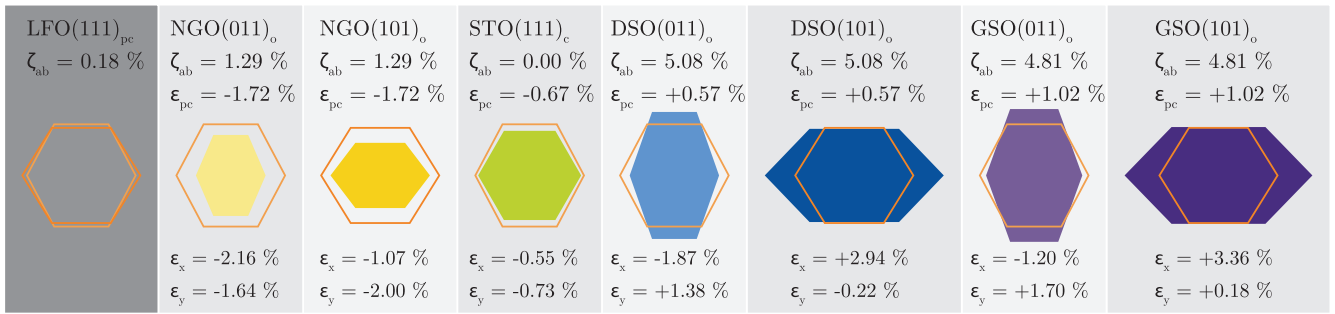 LFO(111)pc
ζab = 0.18 %
NGO(011)o
ζab = 1.29 %
εpc = -1.72 %
εx = -2.16 %
εy = -1.64 %
NGO(101)o
ζab = 1.29 %
εpc = -1.72 %
εx = -1.07 %
εy = -2.00 %
STO(111)c
ζab = 0.00 %
εpc = -0.67 %
εx = -0.55 %
εy = -0.73 %
DSO(011)o
ζab = 5.08 %
εpc = +0.57 %
εx = -1.87 %
εy = +1.38 %
DSO(101)o
ζab = 5.08 %
εpc = +0.57 %
εx = +2.94 %
εy = -0.22 %
GSO(011)o
ζab = 4.81 %
εpc = +1.02 %
εx = -1.20 %
εy = +1.70 %
GSO(101)o
ζab = 4.81 %
εpc = +1.02 %
εx = +3.36 %
εy = +0.18 %